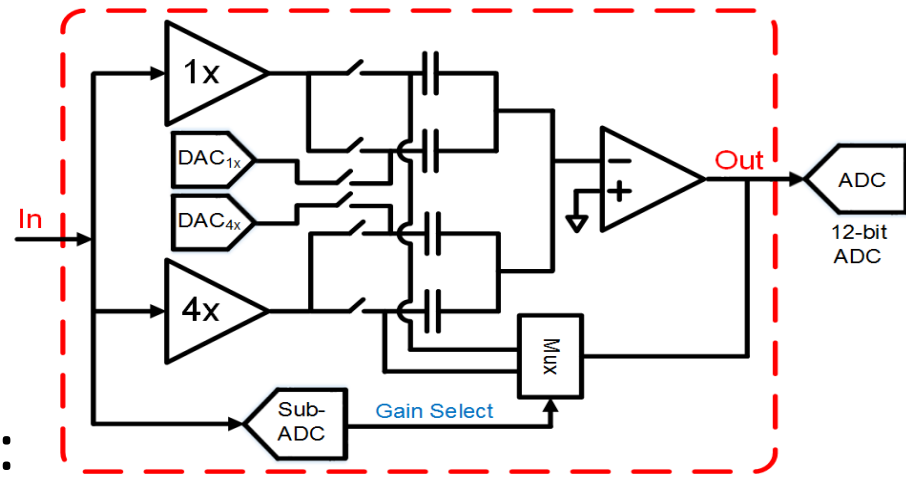 1x
DAC1x
Out
ADC
In
DAC4x
12-bit
ADC
4x
Mux
Sub-
ADC
Gain Select
: